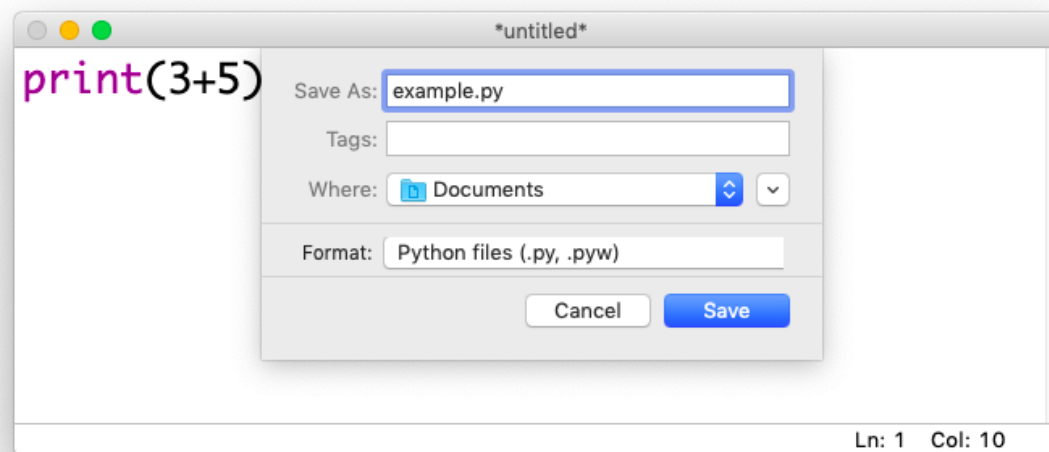 *untitled*
print(3+5)
Save As: example.py
Tags:
Where: Documents
Format: Python files (.py, .pyw)
Cancel Save
Ln: 1 Col: 10